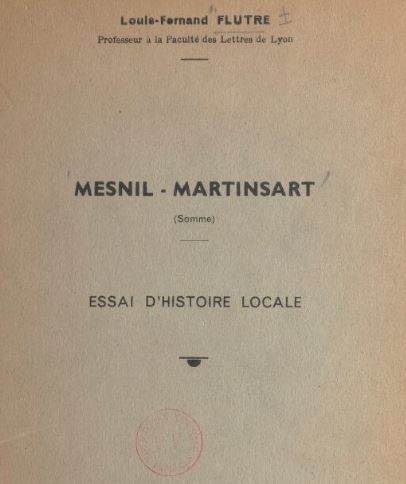 Louis-Fernand FLUTRE
Professeur à la Faculté des Lettres de Lyon
MESNIL - MARTINSART
(Somme)
ESSAI D'HISTOIRE LOCALE